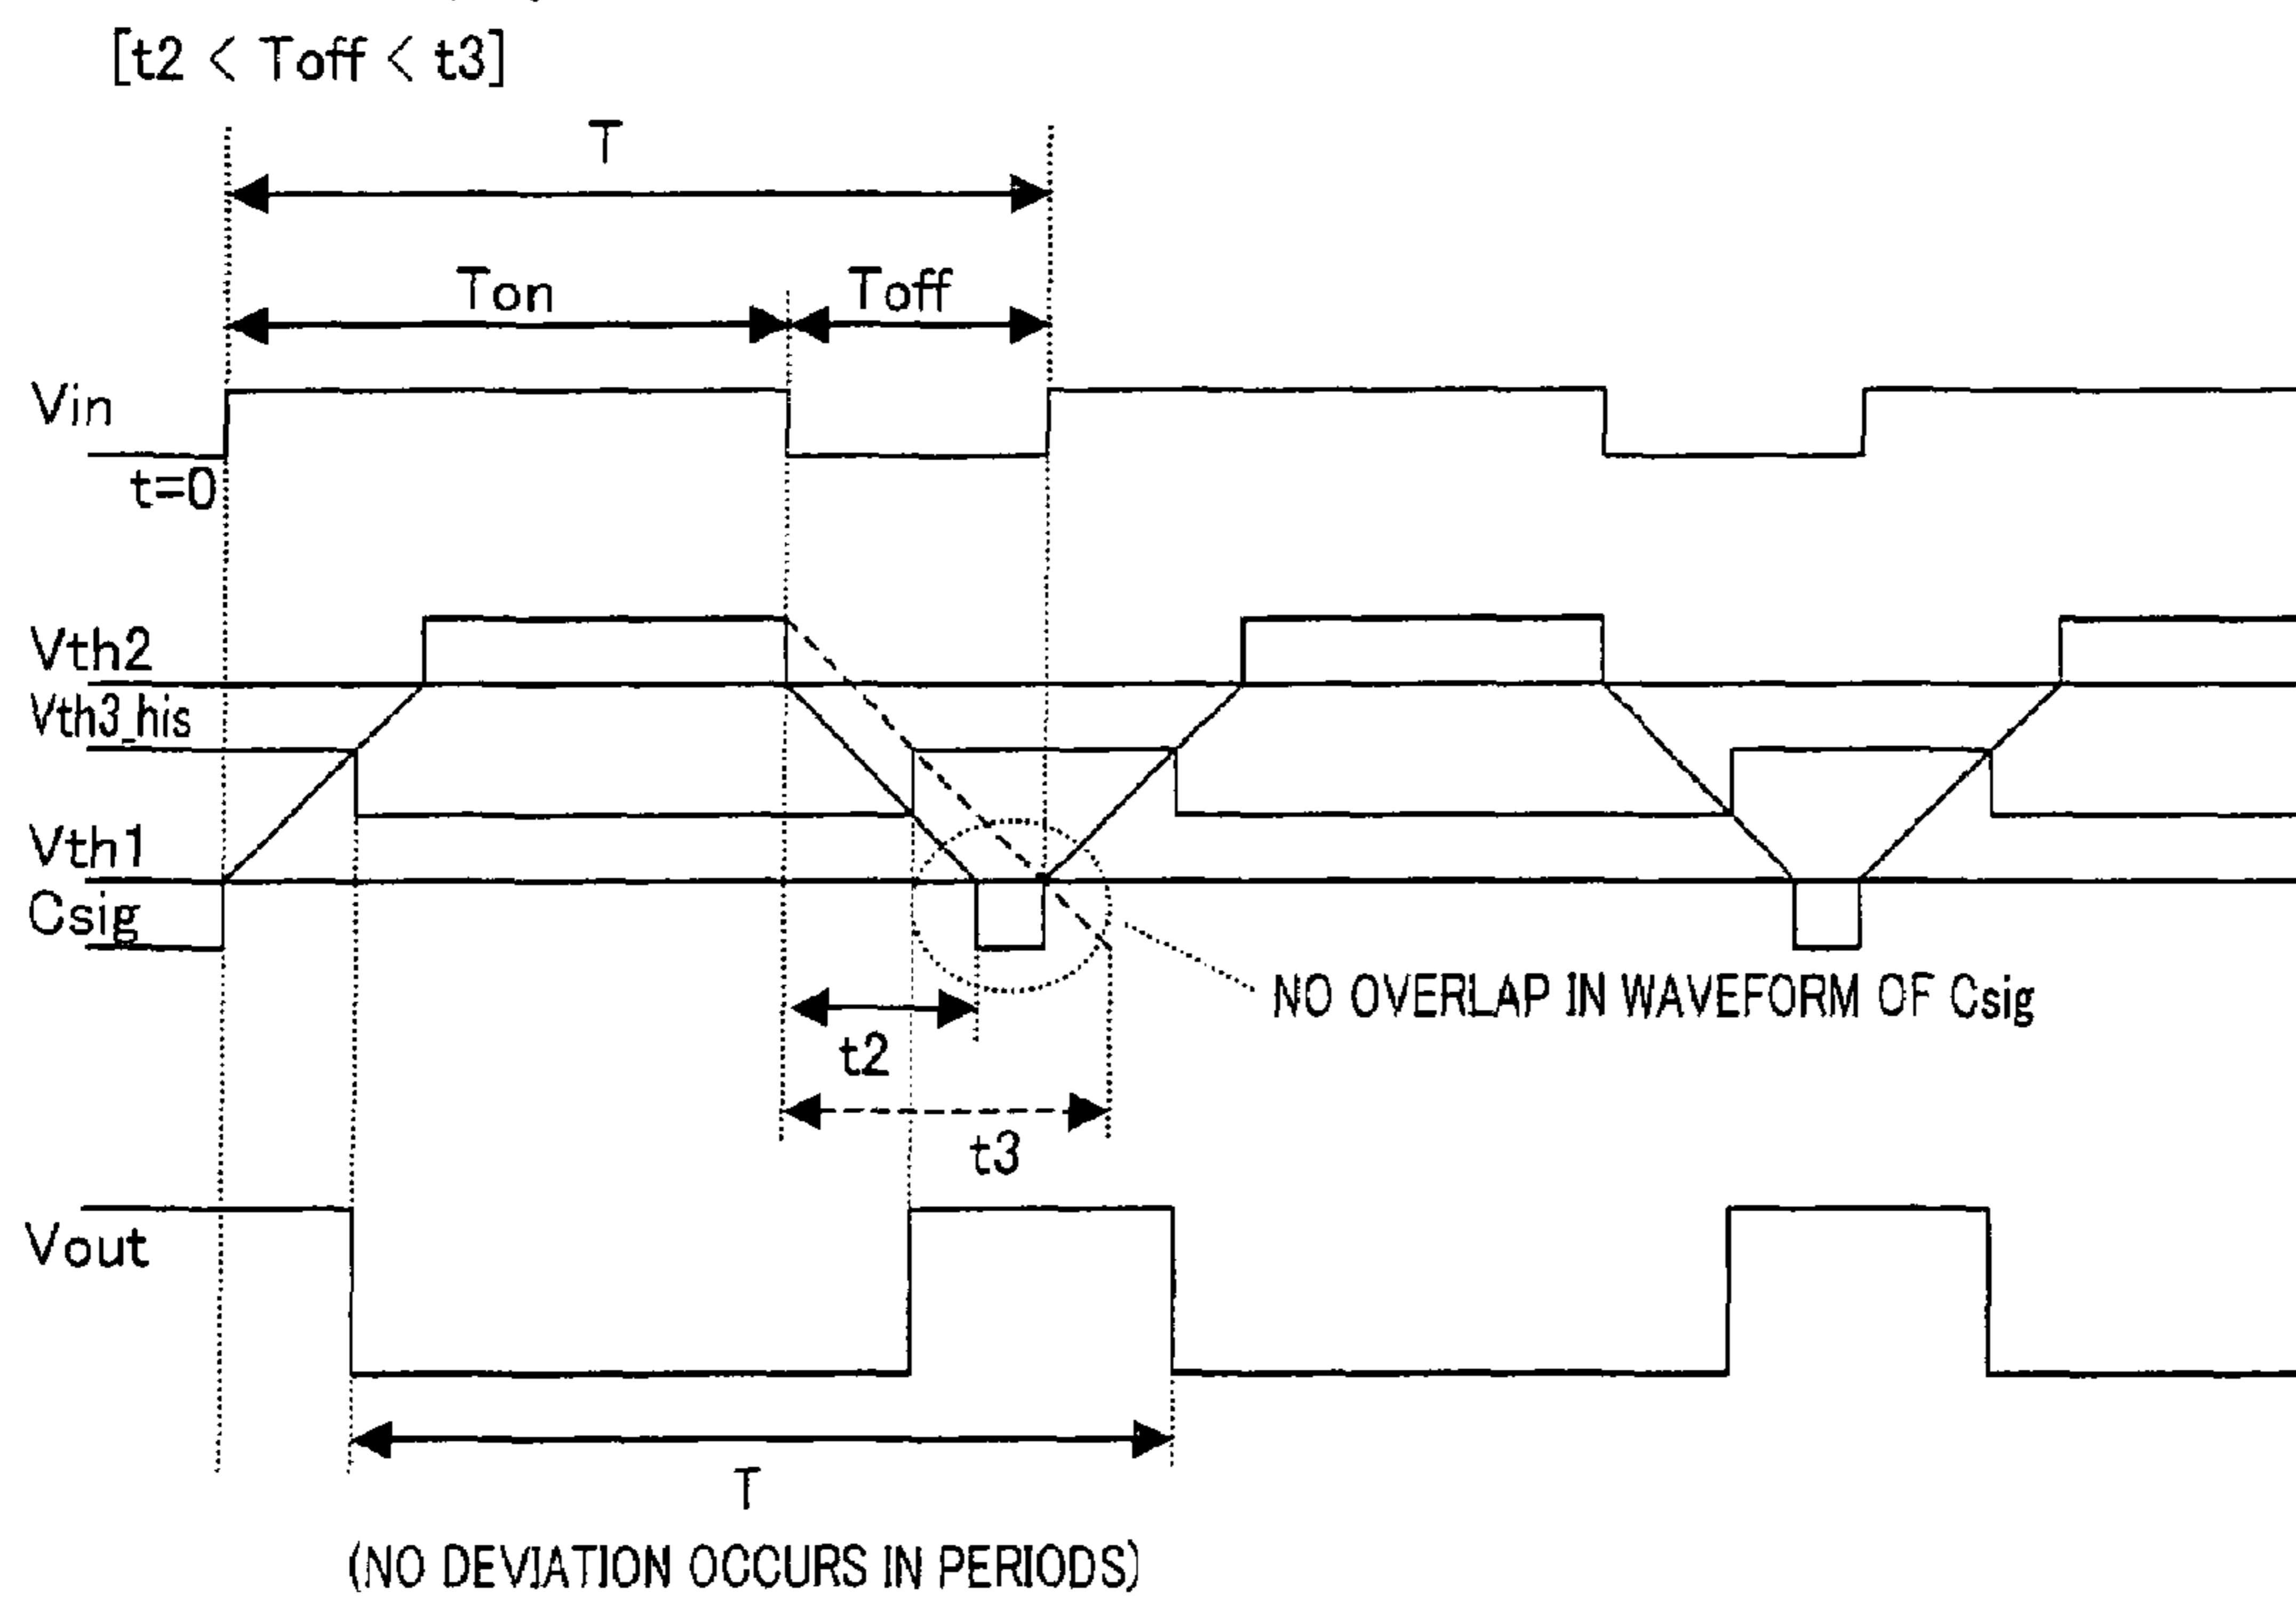 [t2 < Toff < t3]
T
Ton
Toff
Vin
t=0
Vth2
Vth3_his
Vth1
Csig
NO OVERLAP IN WAVEFORM OF Csig
t2
t3
Vout
T
(NO DEVIATION OCCURS IN PERIODS)